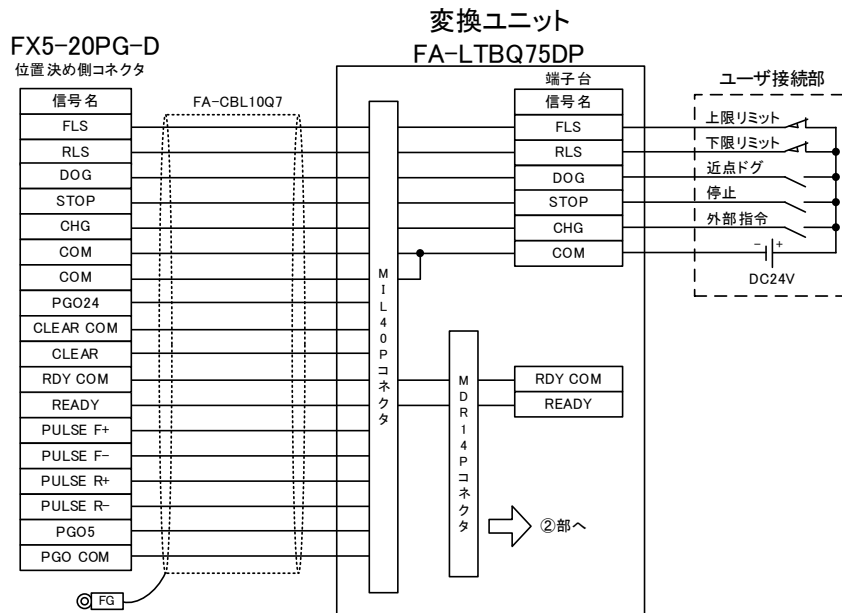 変換ユニット
FA-LTBQ75DP
FX5-20PG-D
位置決め側コネクタ
信号名
FLS
RLS
DOG
STOP
CHG
COM
COM
PGO24
CLEAR COM
CLEAR
RDY COM
READY
PULSE F+
PULSE F-
PULSE R+
PULSE R-
PGO5
PGO COM
FG
FA-CBL10Q7
MIL40Pコネクタ
MDR14Pコネクタ
端子台
信号名
FLS
RLS
DOG
STOP
CHG
COM
RDY COM
READY
②部へ
ユーザ接続部
上限リミット
下限リミット
近点ドグ
停止
外部指令
- +
DC24V